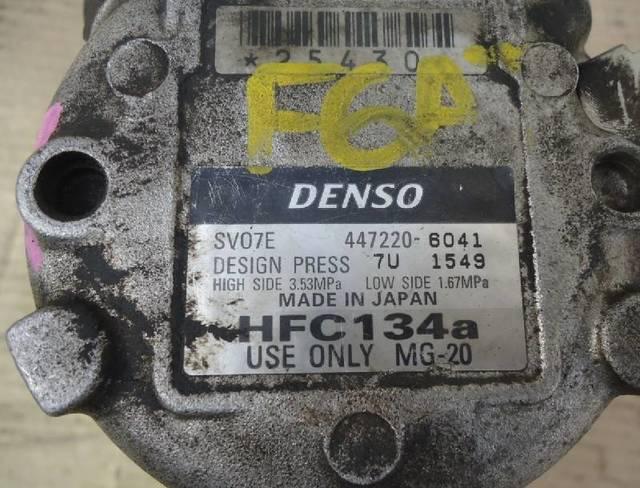 *25430
F6A
DENSO
SV07E 447220-6041
DESIGN PRESS 7U 1549
HIGH SIDE 3.53MPa LOW SIDE 1.67MPa
MADE IN JAPAN
HFC134a
USE ONLY MG-20